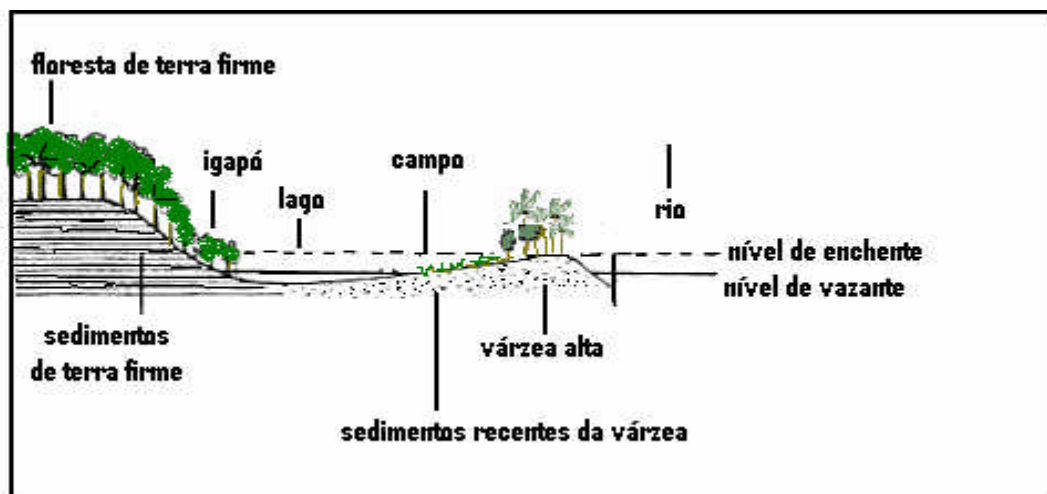 floresta de terra firme
igapó
campo
lago
rio
nível de enchente
nível de vazante
sedimentos
de terra firme
várzea alta
sedimentos recentes da várzea